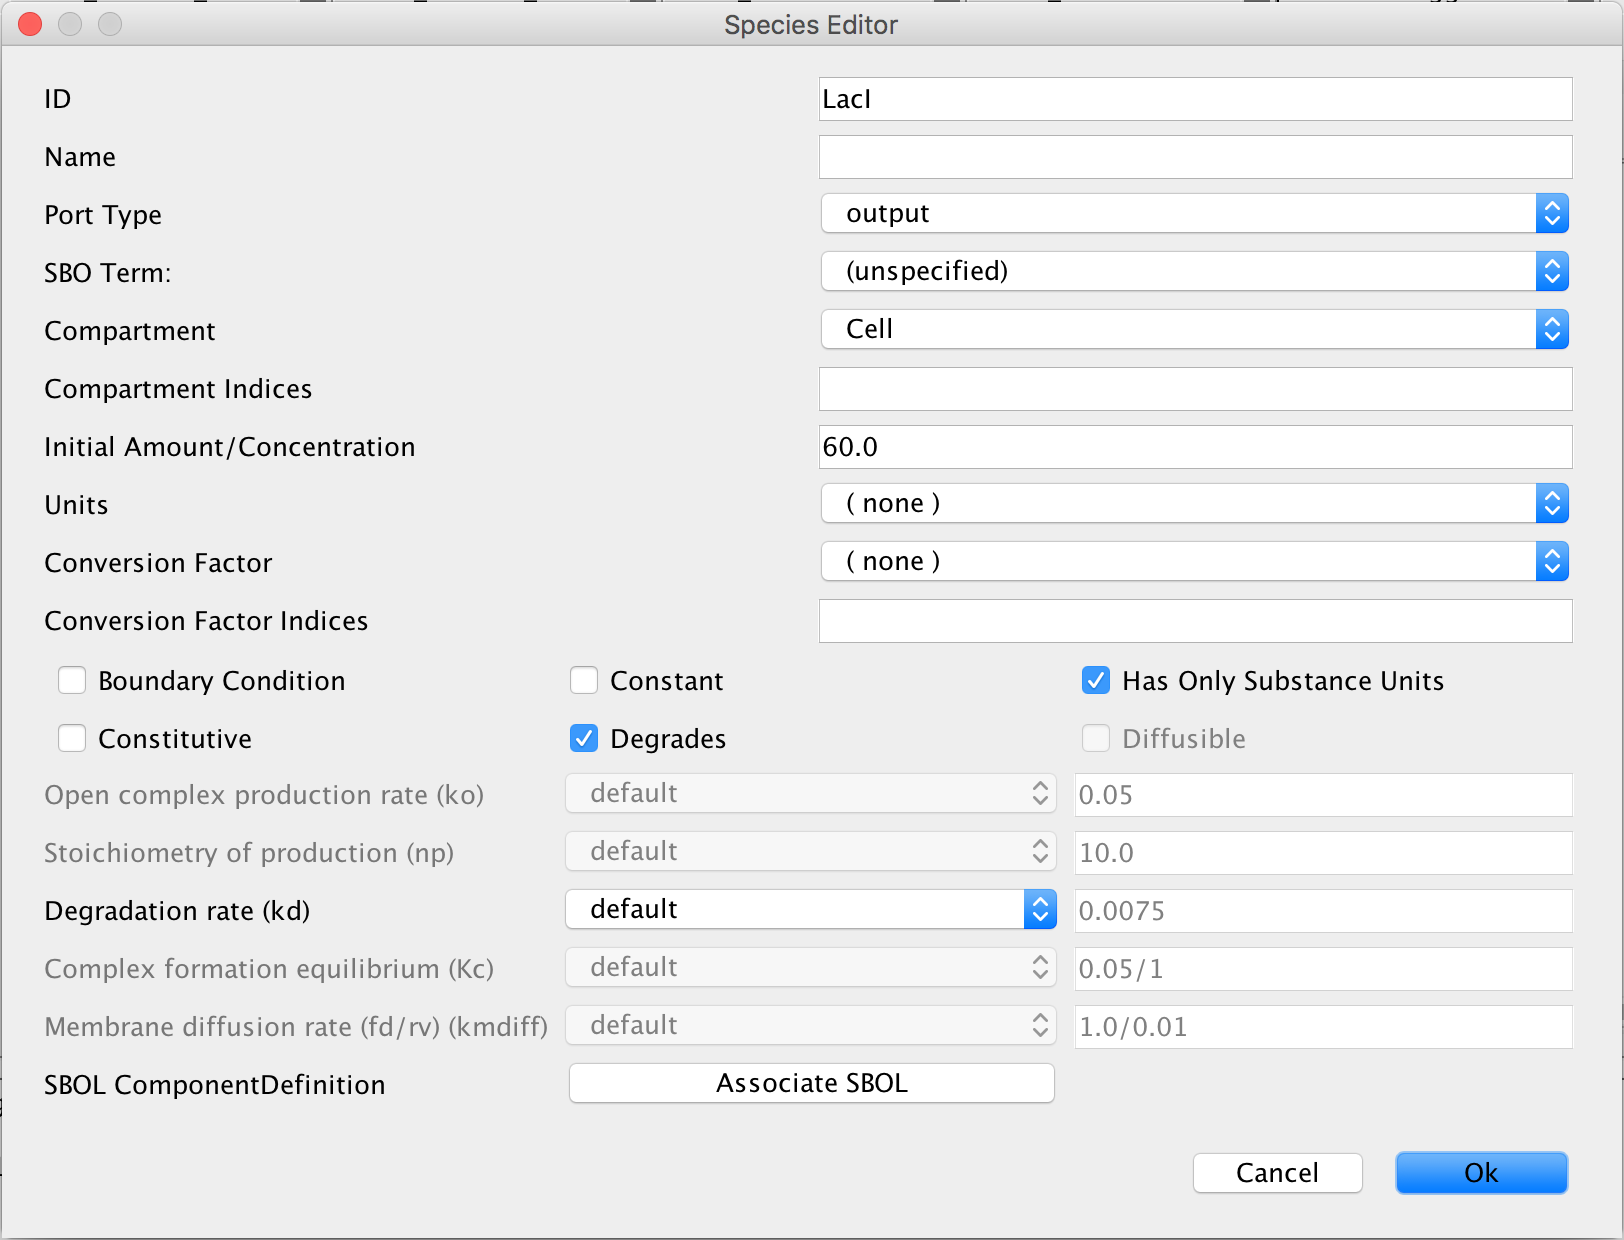 Species Editor
ID LacI
Name
Port Type output
SBO Term: (unspecified)
Compartment Cell
Compartment Indices
Initial Amount/Concentration 60.0
Units ( none )
Conversion Factor ( none )
Conversion Factor Indices
Boundary Condition Constant Has Only Substance Units
Constitutive Degrades Diffusible
Open complex production rate (ko) default 0.05
Stoichiometry of production (np) default 10.0
Degradation rate (kd) default 0.0075
Complex formation equilibrium (Kc) default 0.05/1
Membrane diffusion rate (fd/rv) (kmdiff) default 1.0/0.01
SBOL ComponentDefinition Associate SBOL
Cancel Ok